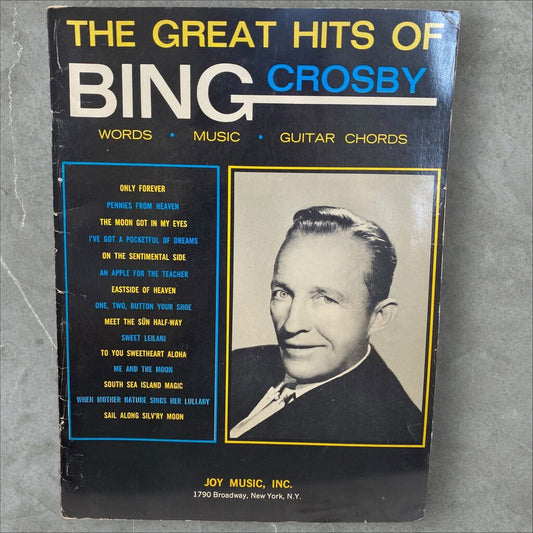 THE GREAT HITS OF
BING CROSBY
WORDS • MUSIC • GUITAR CHORDS
ONLY FOREVER
PENNIES FROM HEAVEN
THE MOON GOT IN MY EYES
I'VE GOT A POCKETFUL OF DREAMS
ON THE SENTIMENTAL SIDE
AN APPLE FOR THE TEACHER
EASTSIDE OF HEAVEN
ONE, TWO, BUTTON YOUR SHOE
MEET THE SUN HALF-WAY
SWEET LEILANI
TO YOU SWEETHEART ALOHA
ME AND THE MOON
SOUTH SEA ISLAND MAGIC
WHEN MOTHER NATURE SINGS HER LULLABY
SAIL ALONG SILV'RY MOON
JOY MUSIC, INC.
1790 Broadway, New York, N.Y.